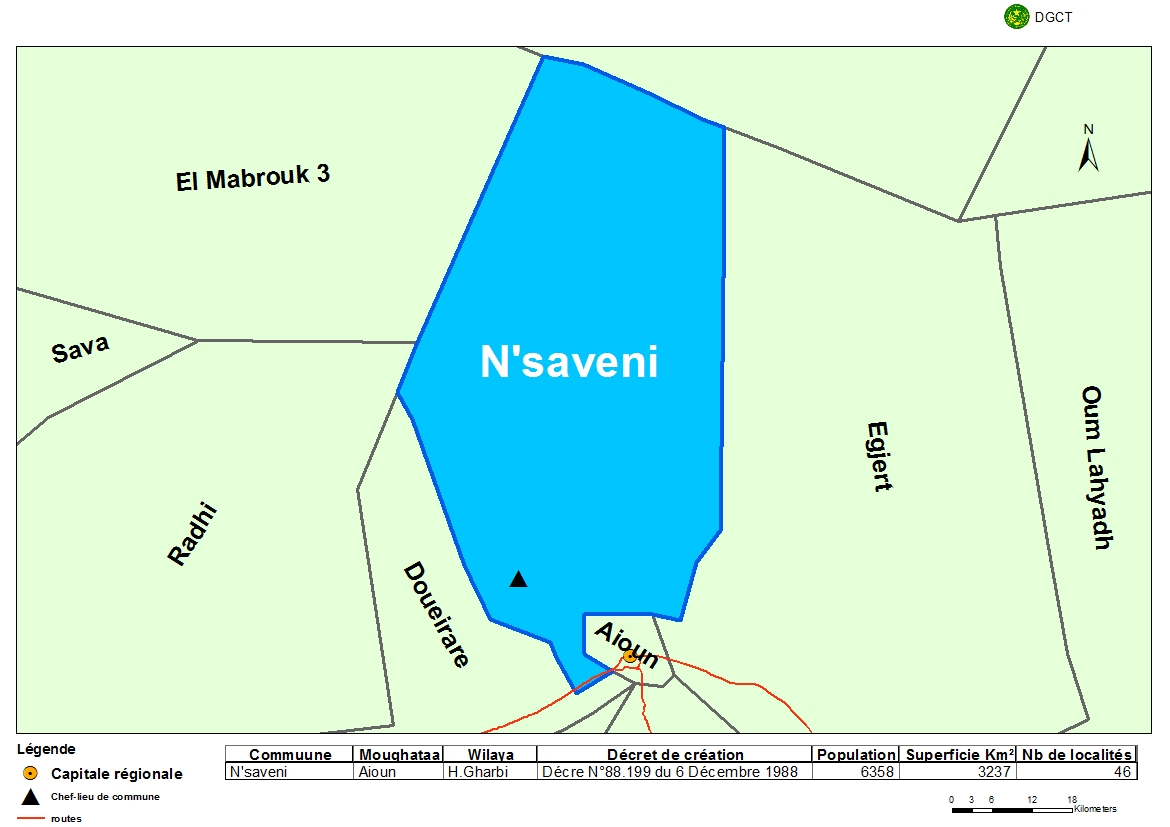 DGCT
N
El Mabrouk 3
Sava
N'saveni
Oum Lahyadh
Egjert
Radhi
Doueirare
Aioun
Légende
Capitale régionale
Chef-lieu de commune
routes
Commuune Moughataa Wilaya Décret de création Population Superficie Km² Nb de localités
N'saveni Aioun H.Gharbi Décre N°88.199 du 6 Décembre 1988 6358 3237 46
0 3 6 12 18
Kilometers